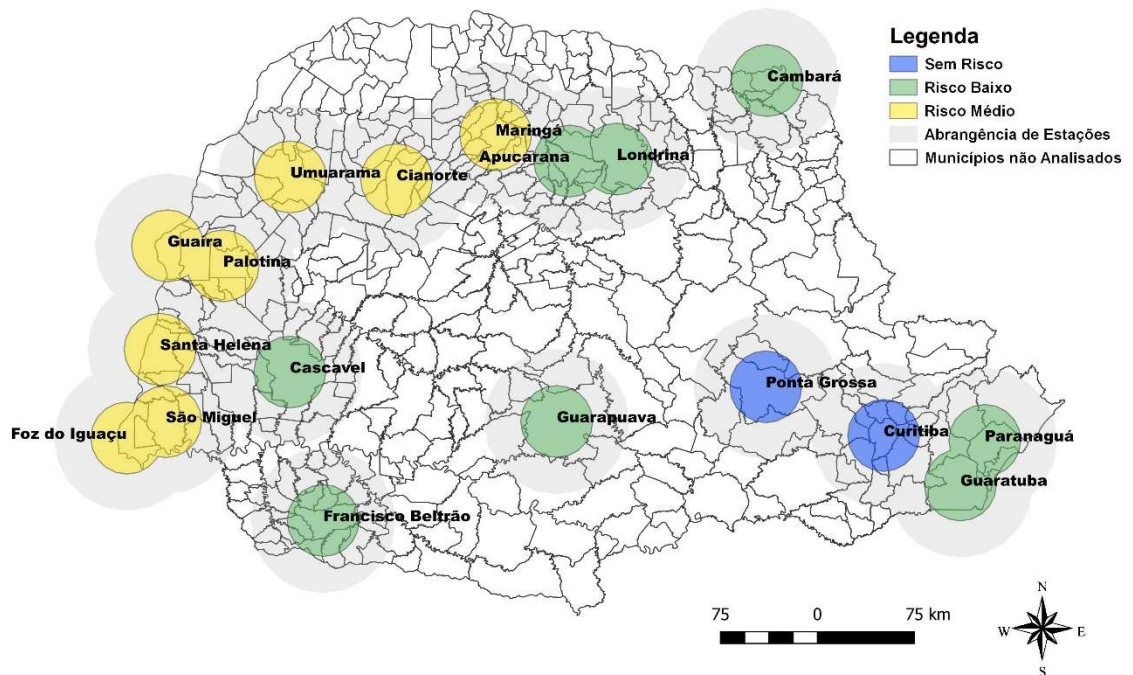 Legenda
Sem Risco
Risco Baixo
Risco Médio
Abrangência de Estações
Municípios não Analisados
Cambará
Maringá
Apucarana
Londrina
Umuarama
Cianorte
Guaíra
Palotina
Santa Helena
Cascavel
São Miguel
Foz do Iguaçu
Guarapuava
Ponta Grossa
Curitiba
Paranaguá
Guaratuba
Francisco Beltrão
75 0 75 km
N
W E
S